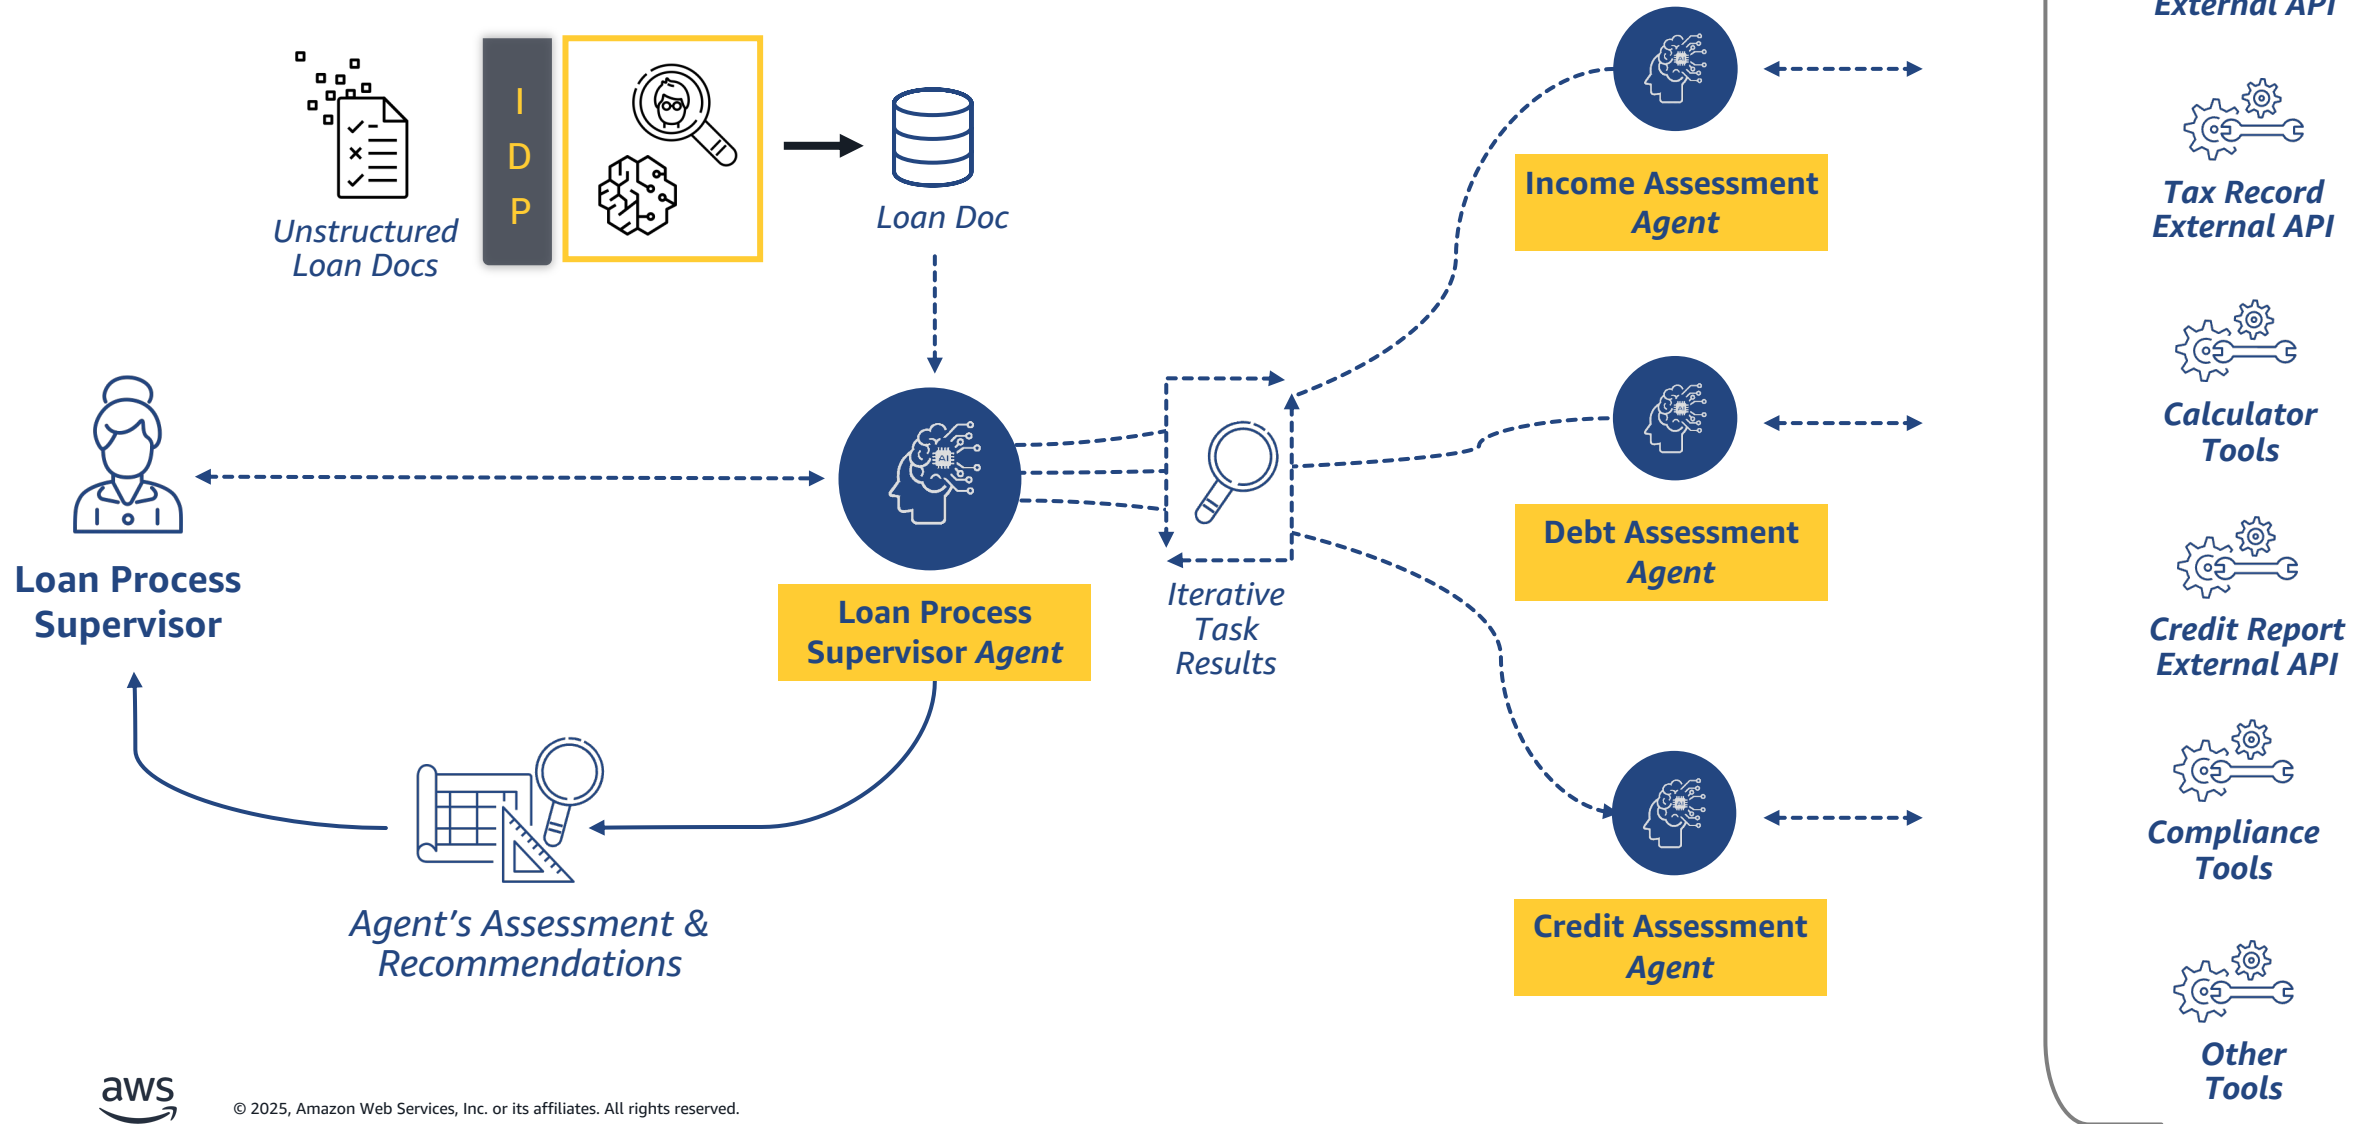 External API
I
D
P
Unstructured
Loan Docs
Loan Doc
Income Assessment
Agent
Tax Record
External API
Calculator
Tools
Loan Process
Supervisor
AI
Loan Process
Supervisor Agent
Iterative
Task
Results
Debt Assessment
Agent
Credit Report
External API
Compliance
Tools
Agent’s Assessment &
Recommendations
Credit Assessment
Agent
Other
Tools
aws
© 2025, Amazon Web Services, Inc. or its affiliates. All rights reserved.